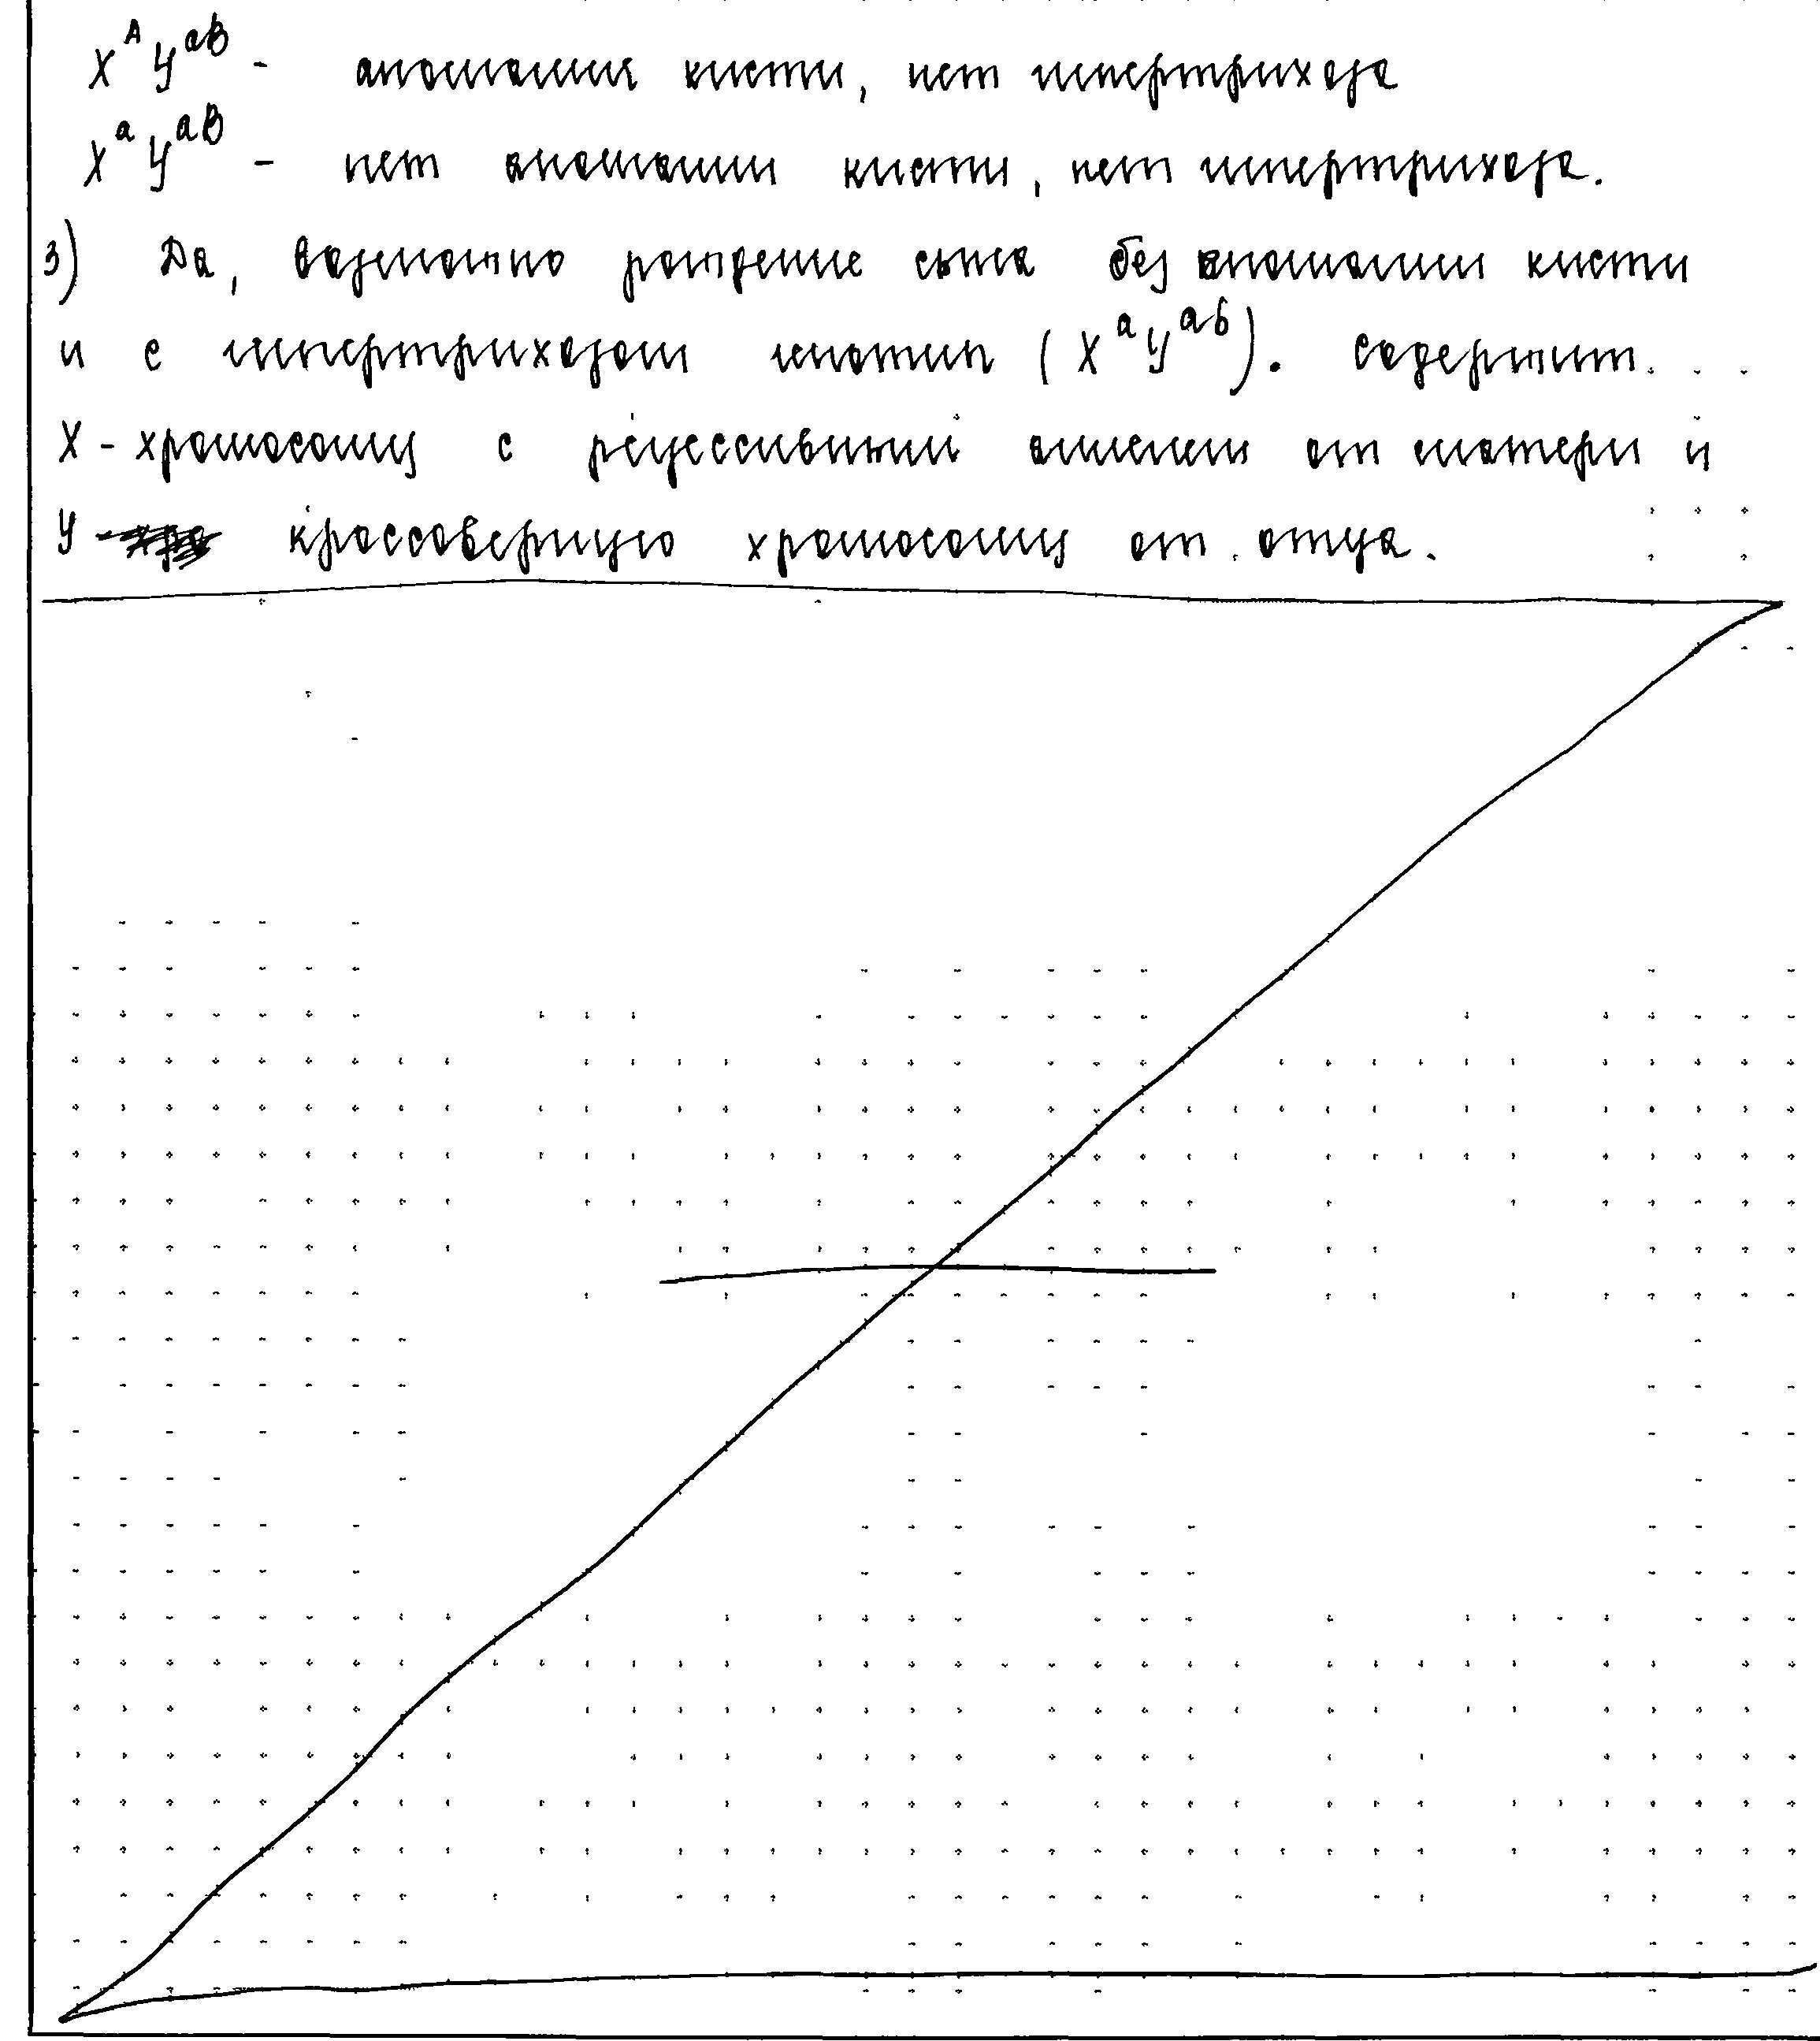 X^A Y^aB - аномалия кисти, нет гипертрихоза
X^a Y^aB - нет аномалии кисти, нет гипертрихоза.
3) Да, возможно рождение сына без аномалии кисти
и с гипертрихозом генотип (X^a Y^ab). содержит
X-хромосому с рецессивным аллелем от матери и
Y кроссоверную хромосому от отца.